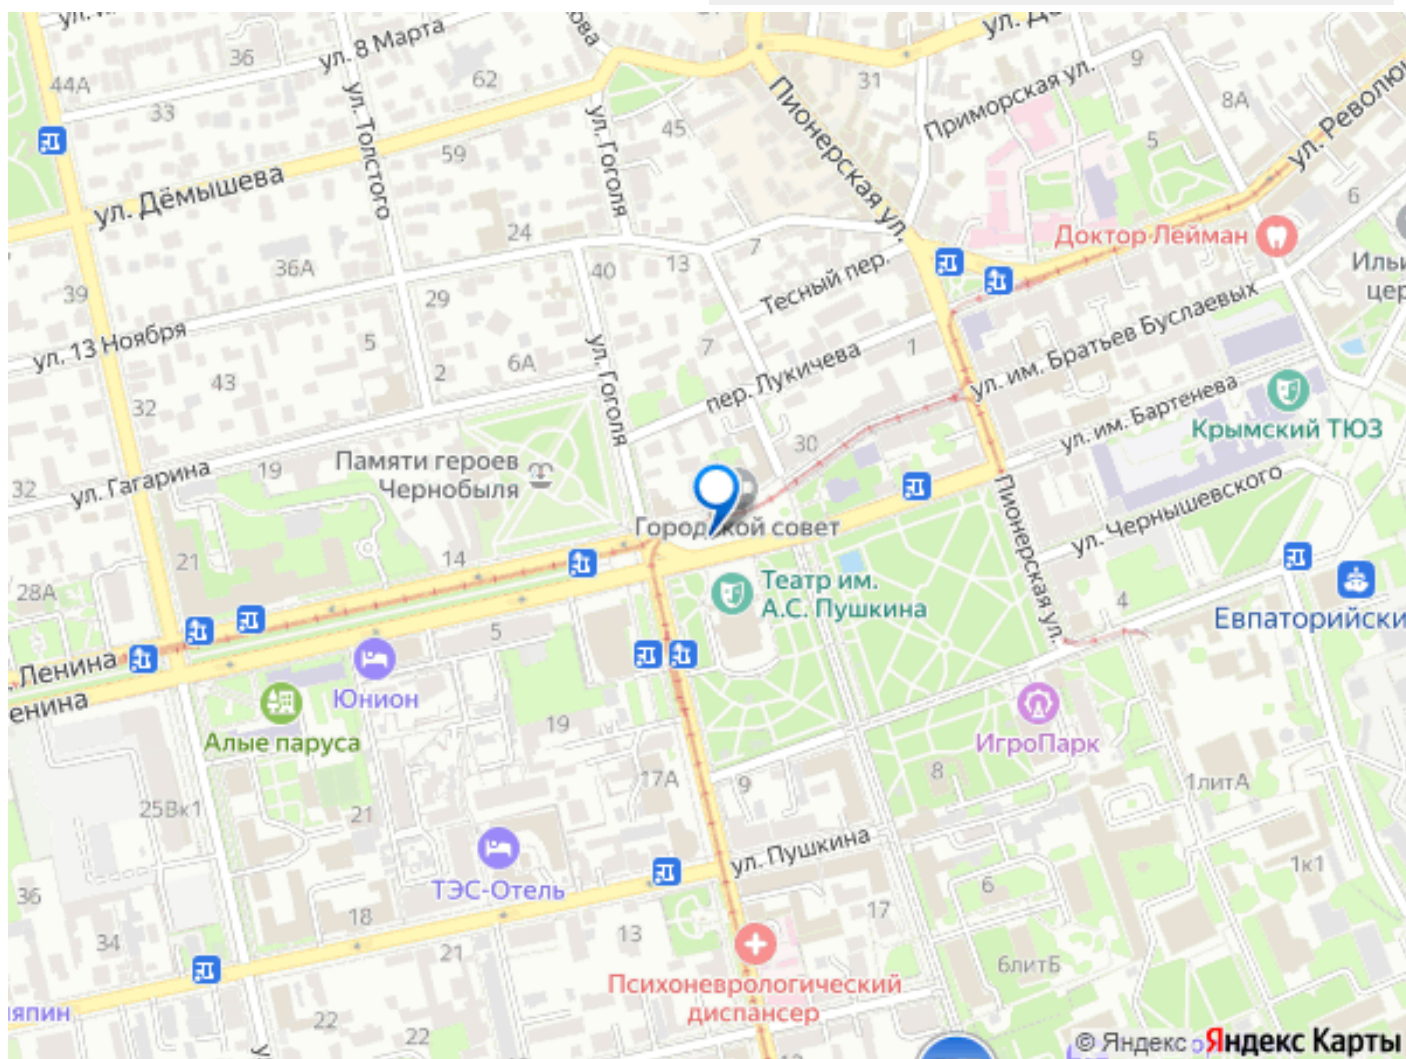 ул. 8 Марта
36
44А
33
62
ул. Толстого
ул. Гоголя
45
59
ул. Дёмышева
31
Пионерская ул.
Приморская ул.
9
8А
5
6
Доктор Лейман
24
36А
40
13
7
Тесный пер.
39
29
ул. 13 Ноября
5
43
2
6А
ул. Гоголя
7
пер. Лукичева
1
ул. им. Братьев Буслаевых
32
ул. им. Бартенева
Крымский ТЮЗ
30
32
ул. Гагарина
19
Памяти героев
Чернобыля
Пионерская ул.
ул. Чернышевского
Городской совет
14
21
28А
Театр им.
А.С. Пушкина
4
Евпаторийски
5
Ленина
енина
Юнион
Алые паруса
19
ИгроПарк
17А
9
8
1литА
25Вк1
21
ул. Пушкина
ТЭС-Отель
6
1к1
36
18
13
17
34
21
6литБ
Психоневрологический
диспансер
ляпин
22
22
© Яндекс
Яндекс Карты